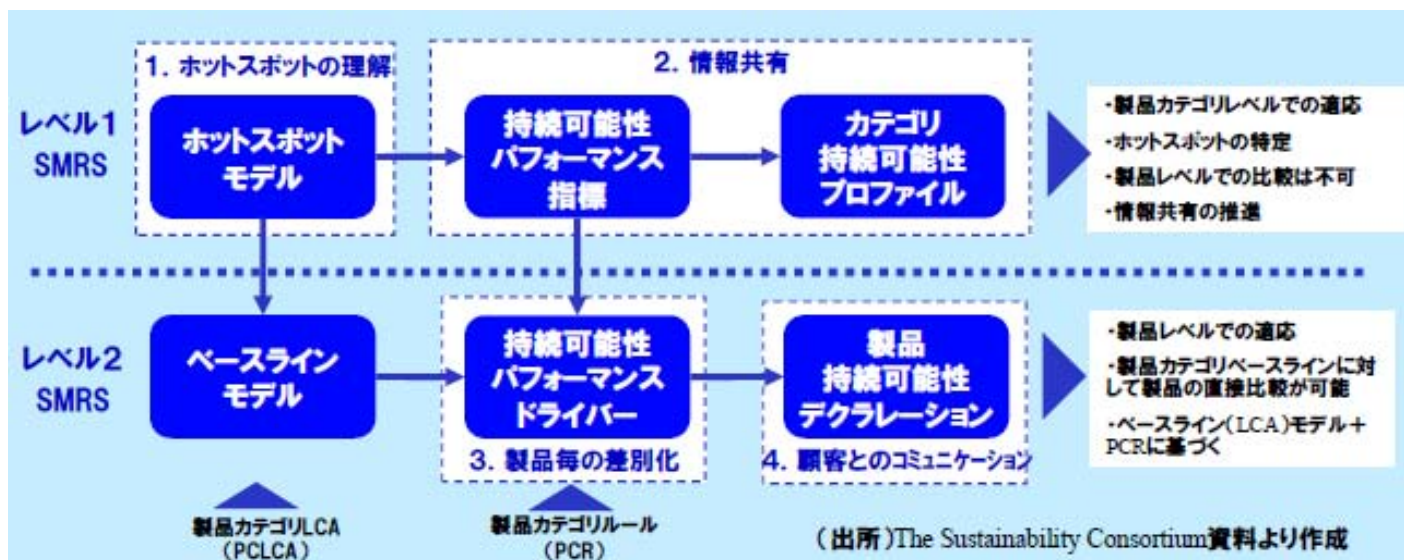 1. ホットスポットの理解
2. 情報共有
レベル1
SMRS
ホットスポット
モデル
持続可能性
パフォーマンス
指標
カテゴリ
持続可能性
プロファイル
・製品カテゴリレベルでの適応
・ホットスポットの特定
・製品レベルでの比較は不可
・情報共有の推進
レベル2
SMRS
ベースライン
モデル
持続可能性
パフォーマンス
ドライバー
製品
持続可能性
デクラレーション
・製品レベルでの適応
・製品カテゴリベースラインに対
して製品の直接比較が可能
・ベースライン(LCA)モデル+
PCRに基づく
3. 製品毎の差別化
4. 顧客とのコミュニケーション
製品カテゴリLCA
(PCLCA)
製品カテゴリルール
(PCR)
(出所)The Sustainability Consortium資料より作成